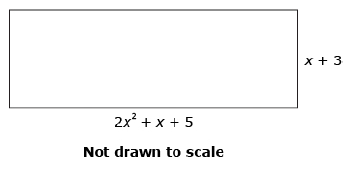 x + 3
2x² + x + 5
Not drawn to scale